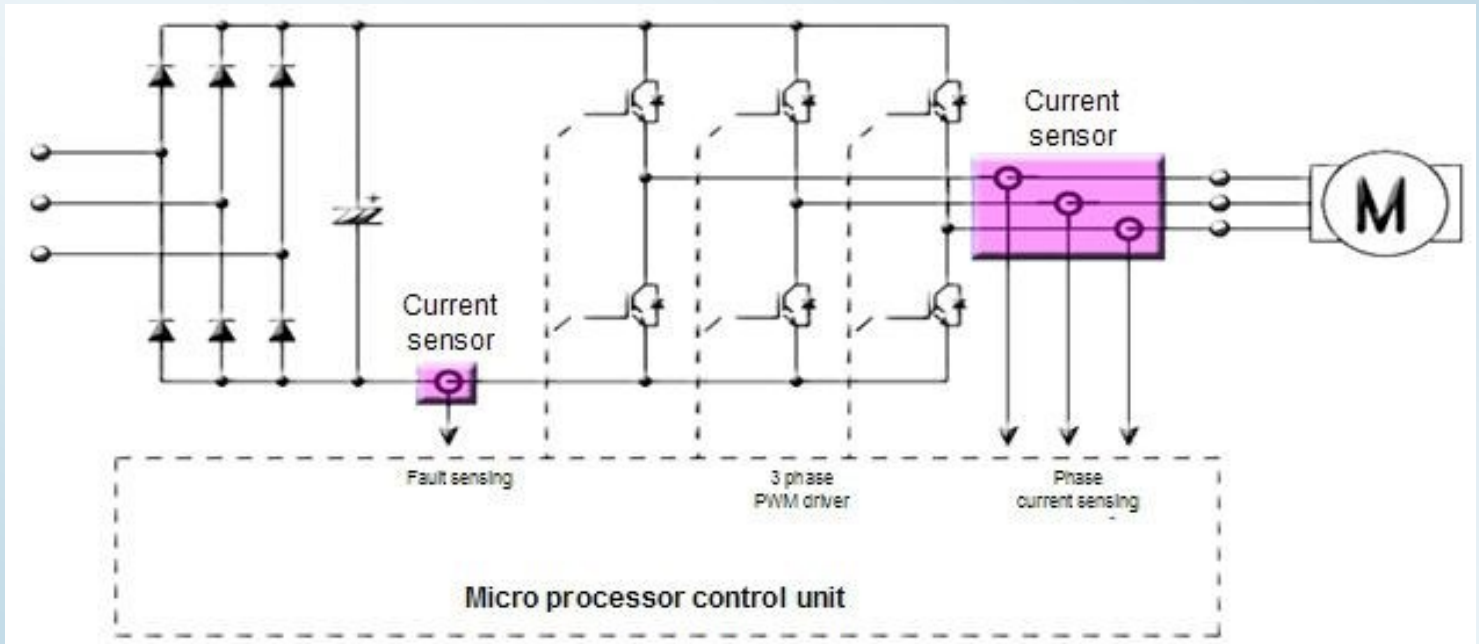 Current
sensor
M
Current
sensor
+
Fault sensing
3 phase
PWM driver
Phase
current sensing
Micro processor control unit